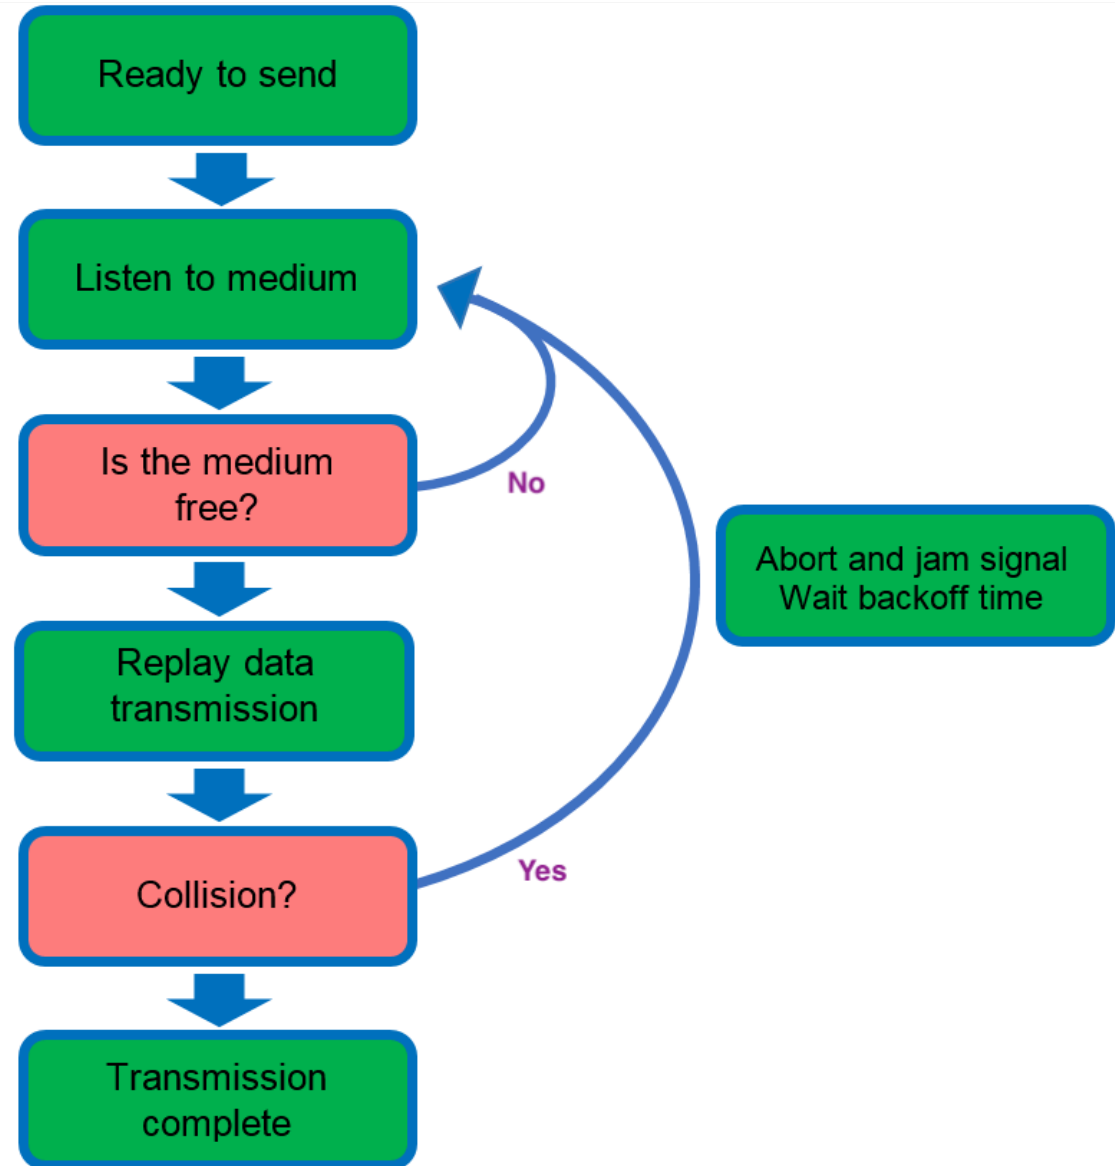 Ready to send
Listen to medium
Is the medium
free?
No
Abort and jam signal
Wait backoff time
Replay data
transmission
Collision?
Yes
Transmission
complete